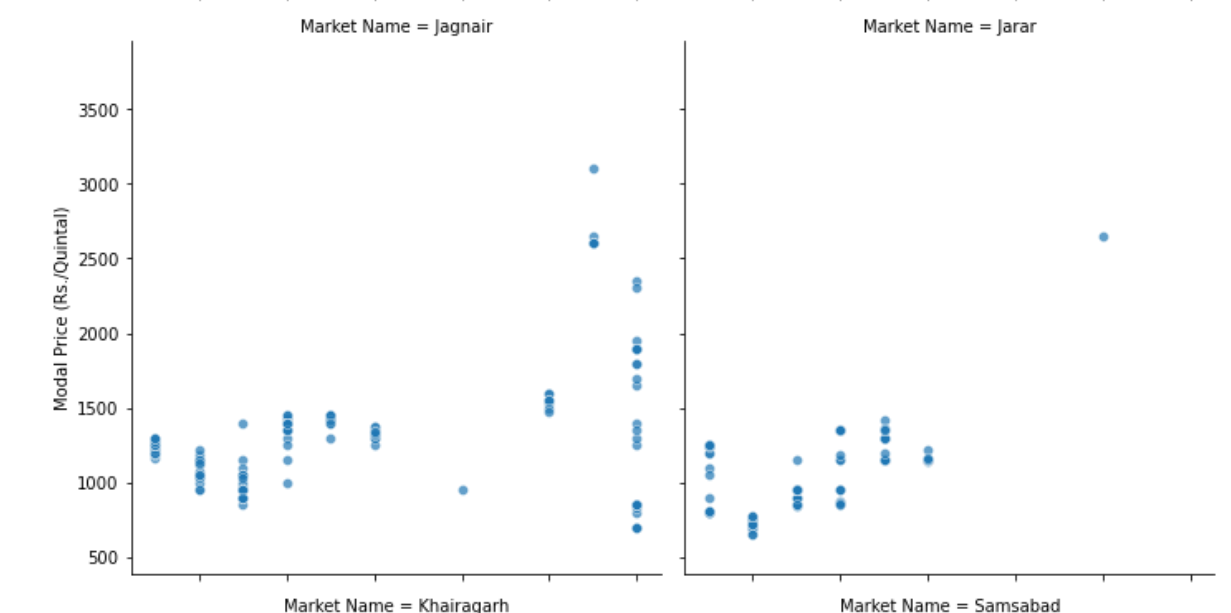 Market Name = Jagnair
Market Name = Jarar
Modal Price (Rs./Quintal)
3500
3000
2500
2000
1500
1000
500
Market Name = Khairagarh
Market Name = Samsabad